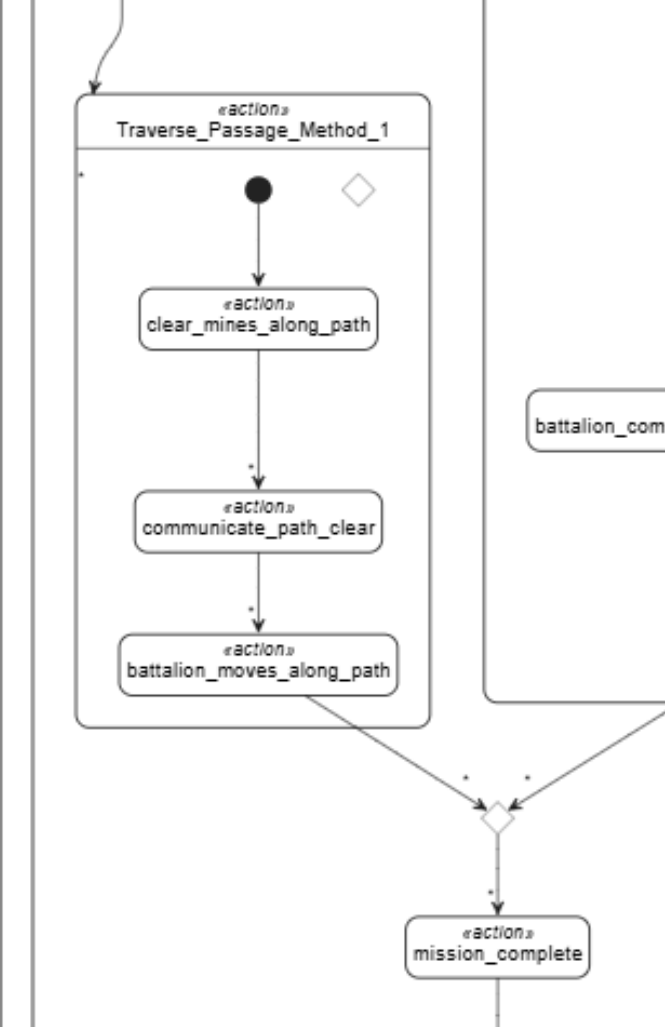 «action»
Traverse_Passage_Method_1
*
«action»
clear_mines_along_path
battalion_com
*
«action»
communicate_path_clear
*
«action»
battalion_moves_along_path
* *
*
«action»
mission_complete